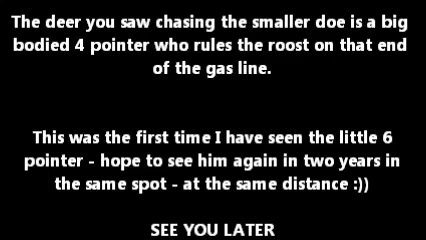 The deer you saw chasing the smaller doe is a big
bodied 4 pointer who rules the roost on that end
of the gas line.
This was the first time I have seen the little 6
pointer - hope to see him again in two years in
the same spot - at the same distance :))
SEE YOU LATER